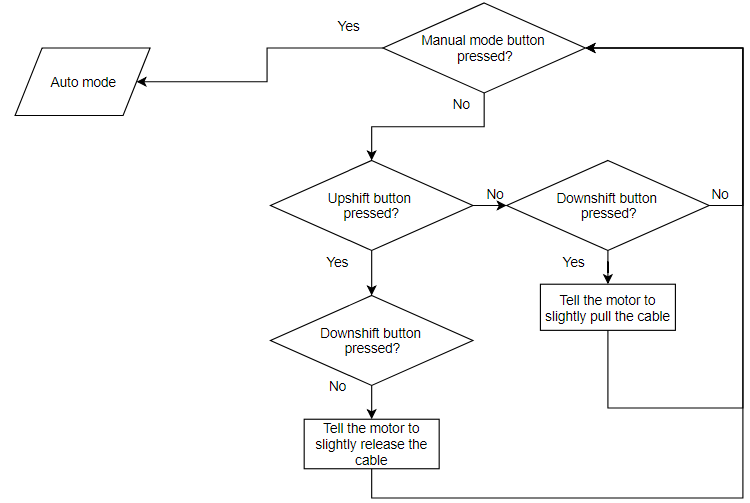 Yes
Manual mode button
pressed?
Auto mode
No
Upshift button
pressed?
No
Downshift button
pressed?
No
Yes
Yes
Tell the motor to
slightly pull the cable
Downshift button
pressed?
No
Tell the motor to
slightly release the
cable